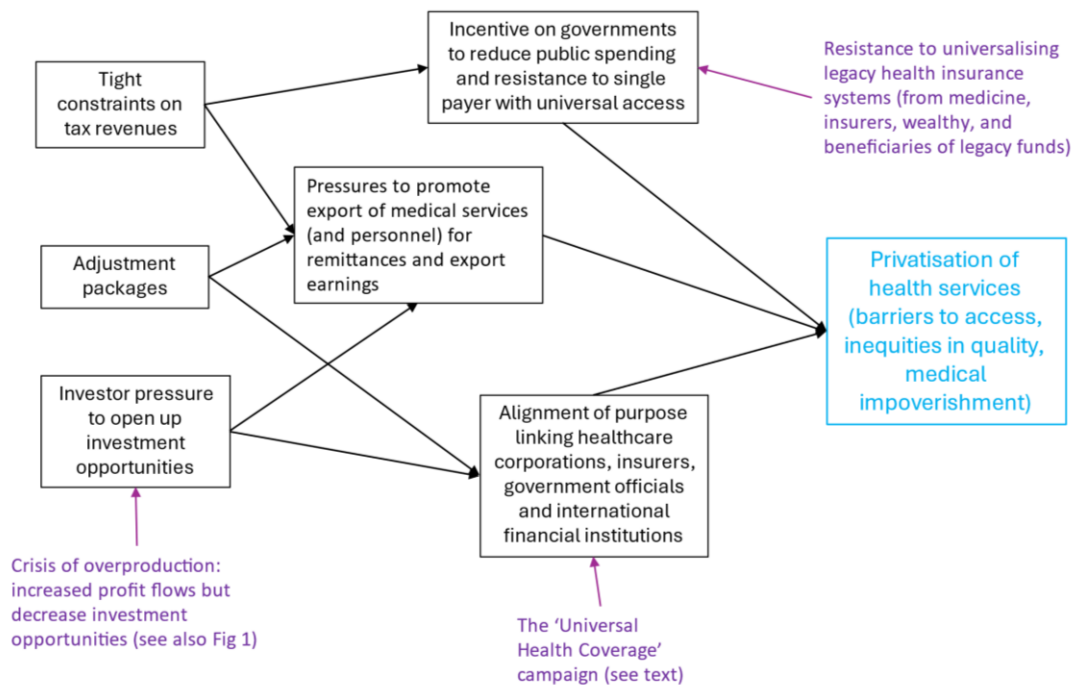 Incentive on governments
to reduce public spending
and resistance to single
payer with universal access
Resistance to universalising
legacy health insurance
systems (from medicine,
insurers, wealthy, and
beneficiaries of legacy funds)
Tight
constraints on
tax revenues
Pressures to promote
export of medical services
(and personnel) for
remittances and export
earnings
Adjustment
packages
Privatisation of
health services
(barriers to access,
inequities in quality,
medical
impoverishment)
Investor pressure
to open up
investment
opportunities
Alignment of purpose
linking healthcare
corporations, insurers,
government officials
and international
financial institutions
Crisis of overproduction:
increased profit flows but
decrease investment
opportunities (see also Fig 1)
The ‘Universal
Health Coverage’
campaign (see text)